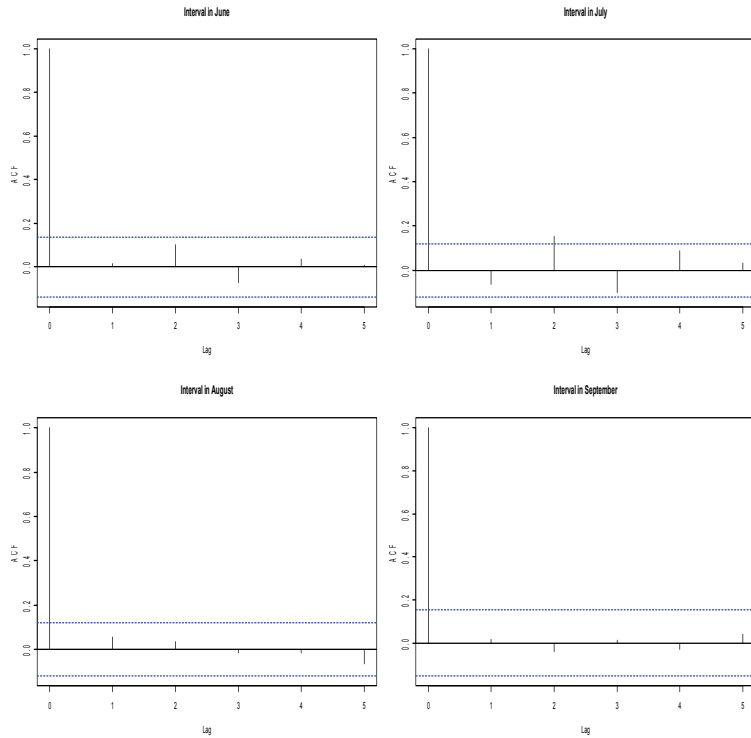 Interval in June
1.0
0.8
0.6
0.4
0.2
0.0
ACF
0 1 2 3 4 5
Lag
Interval in July
1.0
0.8
0.6
0.4
0.2
0.0
ACF
0 1 2 3 4 5
Lag
Interval in August
1.0
0.8
0.6
0.4
0.2
0.0
ACF
0 1 2 3 4 5
Lag
Interval in September
1.0
0.8
0.6
0.4
0.2
0.0
ACF
0 1 2 3 4 5
Lag